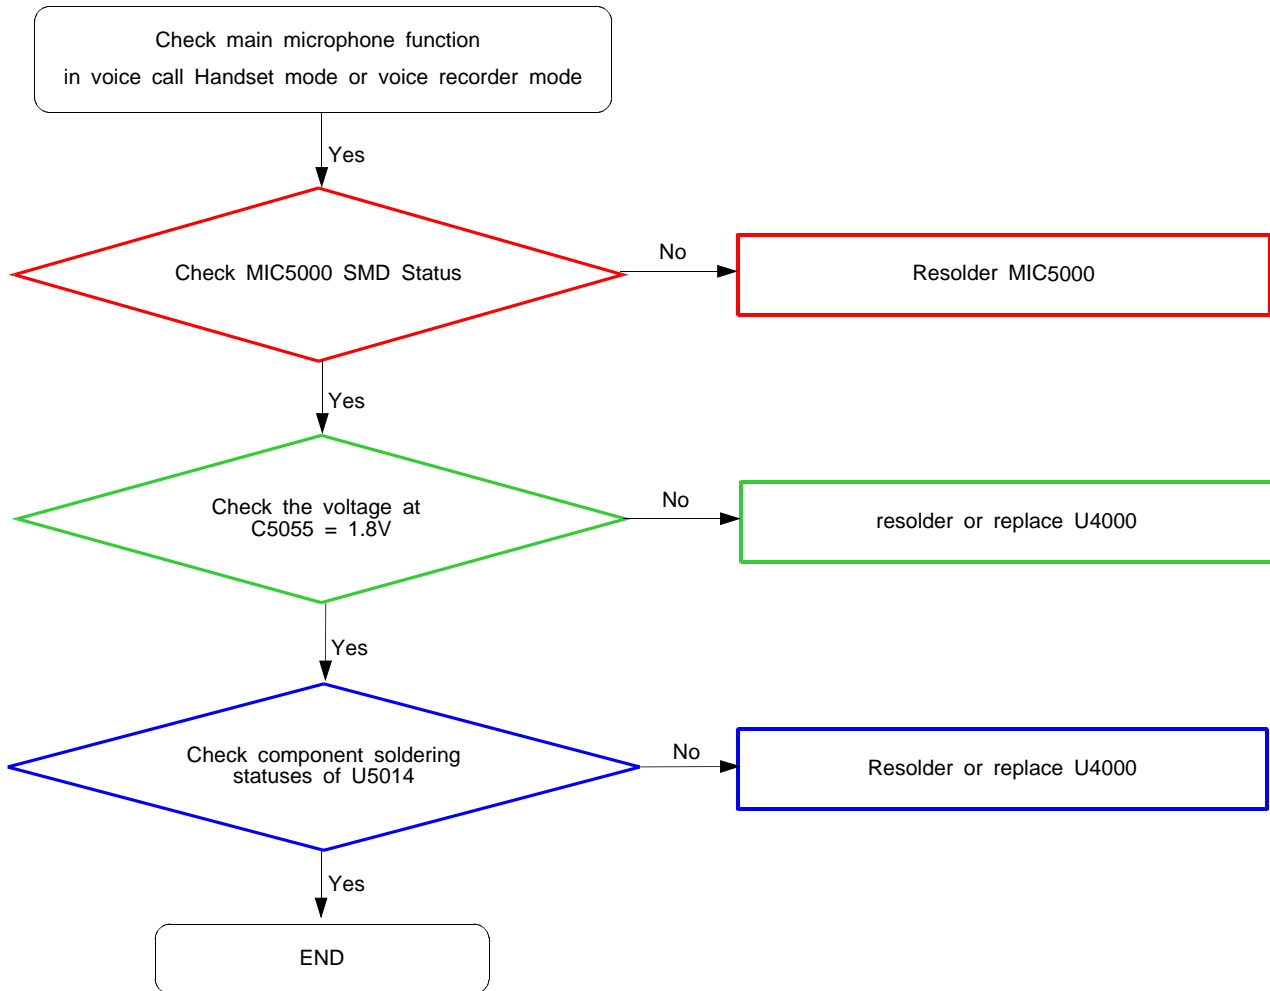 Check main microphone function
in voice call Handset mode or voice recorder mode
Yes
Check MIC5000 SMD Status
No
Resolder MIC5000
Yes
Check the voltage at
C5055 = 1.8V
No
resolder or replace U4000
Yes
Check component soldering
statuses of U5014
No
Resolder or replace U4000
Yes
END